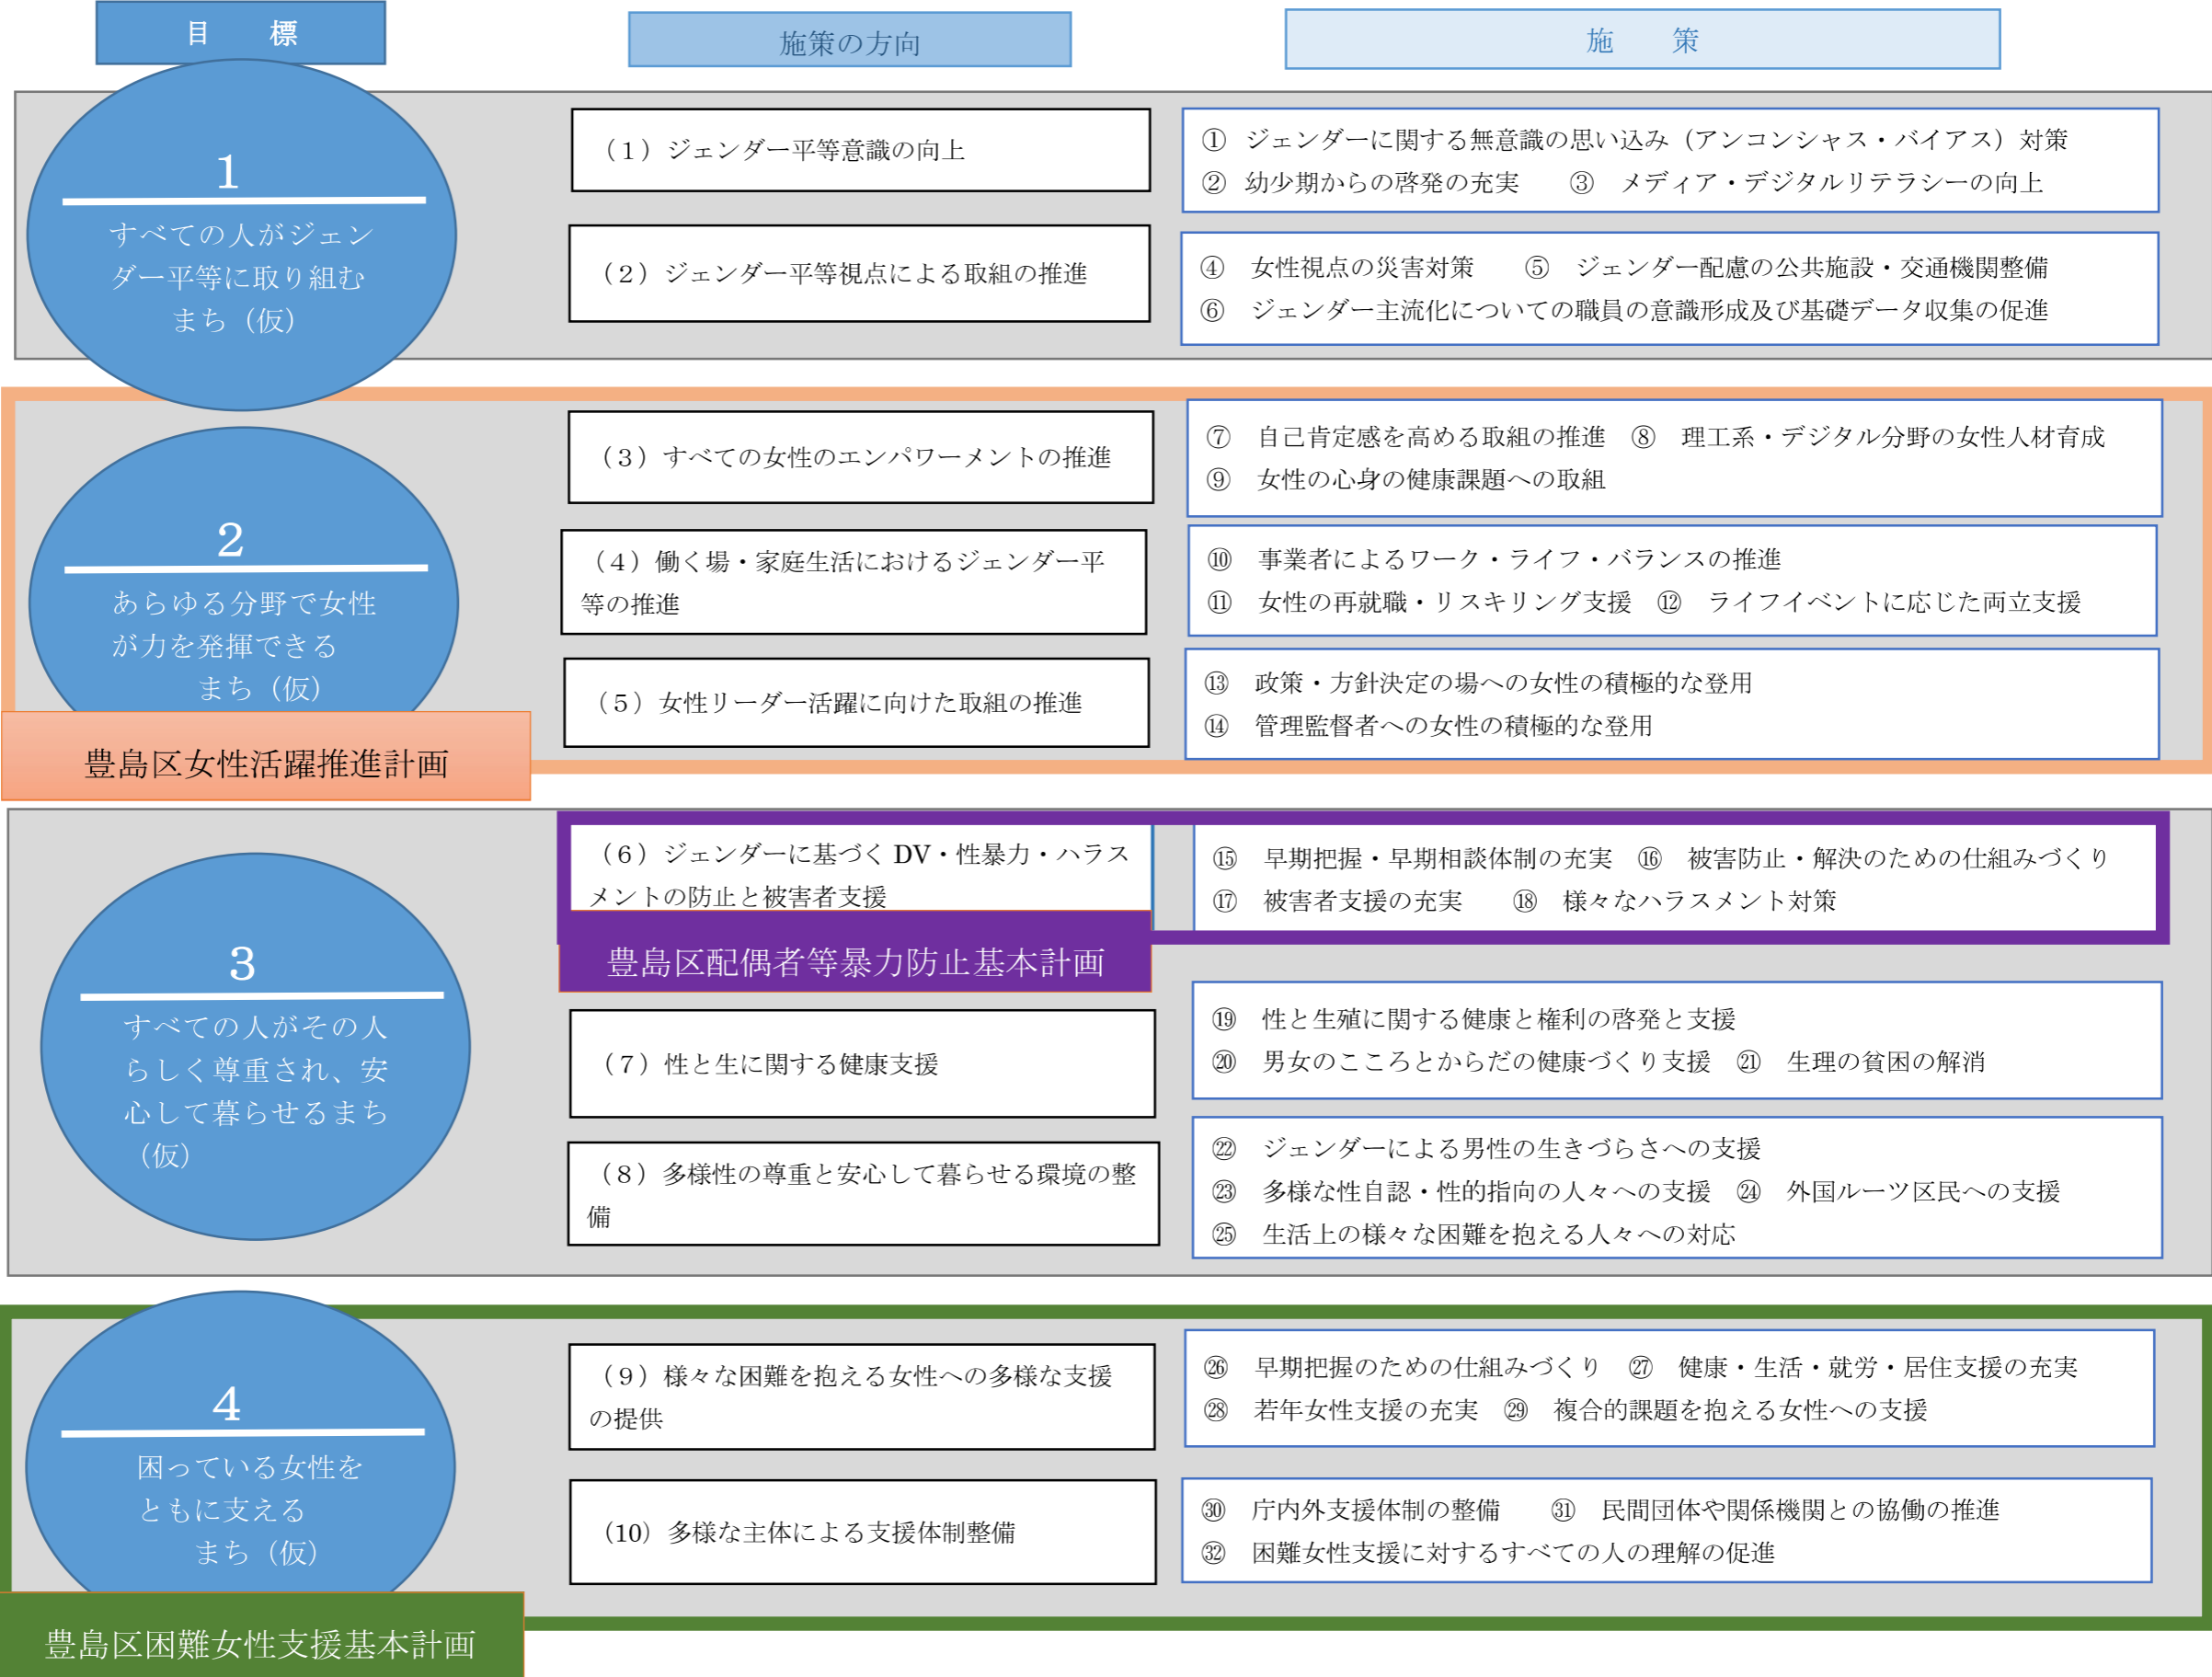 目　標
施策の方向
施　策
1
すべての人がジェン
ダー平等に取り組む
まち（仮）
（１）ジェンダー平等意識の向上
① ジェンダーに関する無意識の思い込み（アンコンシャス・バイアス）対策
② 幼少期からの啓発の充実　③ メディア・デジタルリテラシーの向上
（２）ジェンダー平等視点による取組の推進
④ 女性視点の災害対策　⑤ ジェンダー配慮の公共施設・交通機関整備
⑥ ジェンダー主流化についての職員の意識形成及び基礎データ収集の促進
2
あらゆる分野で女性
が力を発揮できる
まち（仮）
豊島区女性活躍推進計画
（３）すべての女性のエンパワーメントの推進
⑦ 自己肯定感を高める取組の推進　⑧ 理工系・デジタル分野の女性人材育成
⑨ 女性の心身の健康課題への取組
（４）働く場・家庭生活におけるジェンダー平
等の推進
⑩ 事業者によるワーク・ライフ・バランスの推進
⑪ 女性の再就職・リスキリング支援　⑫ ライフイベントに応じた両立支援
（５）女性リーダー活躍に向けた取組の推進
⑬ 政策・方針決定の場への女性の積極的な登用
⑭ 管理監督者への女性の積極的な登用
3
すべての人がその人
らしく尊重され、安
心して暮らせるまち
（仮）
（６）ジェンダーに基づく DV・性暴力・ハラス
メントの防止と被害者支援
豊島区配偶者等暴力防止基本計画
⑮ 早期把握・早期相談体制の充実　⑯ 被害防止・解決のための仕組みづくり
⑰ 被害者支援の充実　⑱ 様々なハラスメント対策
（７）性と生に関する健康支援
⑲ 性と生殖に関する健康と権利の啓発と支援
⑳ 男女のこころとからだの健康づくり支援　㉑ 生理の貧困の解消
（８）多様性の尊重と安心して暮らせる環境の整
備
㉒ ジェンダーによる男性の生きづらさへの支援
㉓ 多様な性自認・性的指向の人々への支援　㉔ 外国ルーツ区民への支援
㉕ 生活上の様々な困難を抱える人々への対応
4
困っている女性を
ともに支える
まち（仮）
豊島区困難女性支援基本計画
（９）様々な困難を抱える女性への多様な支援
の提供
㉖ 早期把握のための仕組みづくり　㉗ 健康・生活・就労・居住支援の充実
㉘ 若年女性支援の充実　㉙ 複合的課題を抱える女性への支援
（10）多様な主体による支援体制整備
㉚ 庁内外支援体制の整備　㉛ 民間団体や関係機関との協働の推進
㉜ 困難女性支援に対するすべての人の理解の促進